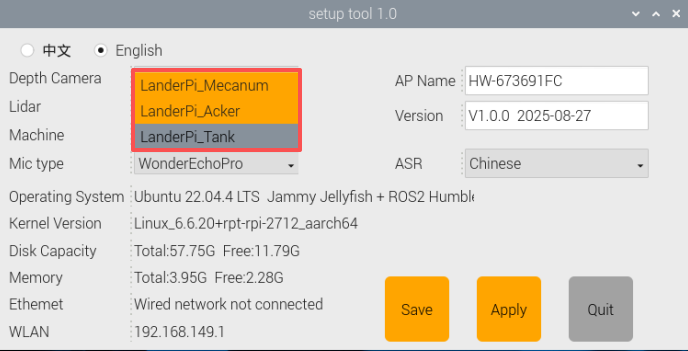 setup tool 1.0
中文 English
Depth Camera LanderPi_Mecanum AP Name HW-673691FC
Lidar LanderPi_Acker Version V1.0.0 2025-08-27
Machine LanderPi_Tank
Mic type WonderEchoPro ASR Chinese
Operating System Ubuntu 22.04.4 LTS Jammy Jellyfish + ROS2 Humble
Kernel Version Linux_6.6.20+rpt-rpi-2712_aarch64
Disk Capacity Total:57.75G Free:11.79G
Memory Total:3.95G Free:2.28G
Ethemet Wired network not connected
WLAN 192.168.149.1
Save Apply Quit